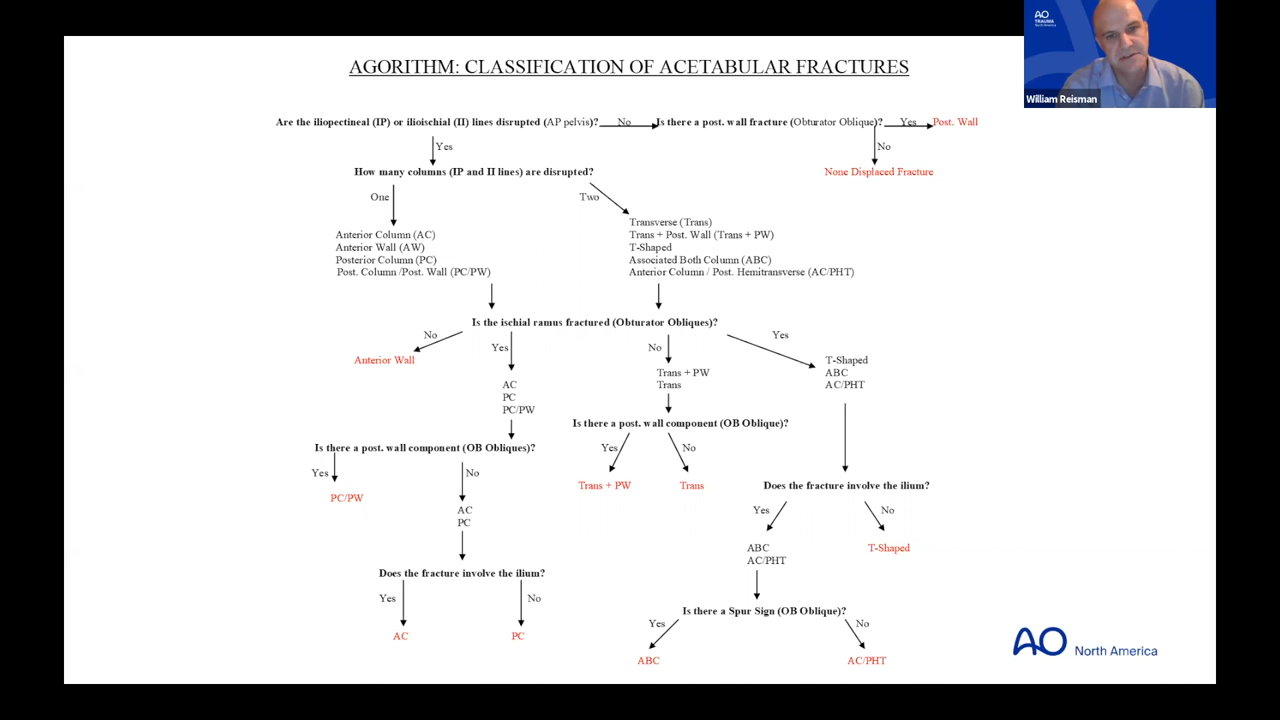 AO
TRAUMA
North America
William Reisman
AGORITHM: CLASSIFICATION OF ACETABULAR FRACTURES
Are the iliopectineal (IP) or ilioischial (II) lines disrupted (AP pelvis)?
No
Is there a post. wall fracture (Obturator Oblique)?
Yes
Post. Wall
Yes
No
How many columns (IP and II lines) are disrupted?
None Displaced Fracture
One
Two
Anterior Column (AC)
Anterior Wall (AW)
Posterior Column (PC)
Post. Column /Post. Wall (PC/PW)
Transverse (Trans)
Trans + Post. Wall (Trans + PW)
T-Shaped
Associated Both Column (ABC)
Anterior Column / Post. Hemitransverse (AC/PHT)
Is the ischial ramus fractured (Obturator Obliques)?
No
Yes
No
Yes
Anterior Wall
AC
PC
PC/PW
Trans + PW
Trans
T-Shaped
ABC
AC/PHT
Is there a post. wall component (OB Obliques)?
Is there a post. wall component (OB Oblique)?
Yes
No
Yes
No
PC/PW
AC
PC
Trans + PW
Trans
Does the fracture involve the ilium?
Yes
No
ABC
AC/PHT
T-Shaped
Does the fracture involve the ilium?
Yes
No
AC
PC
Is there a Spur Sign (OB Oblique)?
Yes
No
ABC
AC/PHT
AO North America